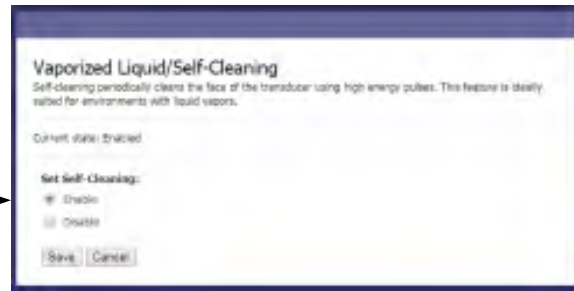 Vaporized Liquid/Self-Cleaning
Self-cleaning periodically cleans the face of the transducer using high energy pulses. This feature is ideally
suited for environments with liquid vapors.
Current state: Enabled
Set Self-Cleaning:
Enable
Disable
Save Cancel